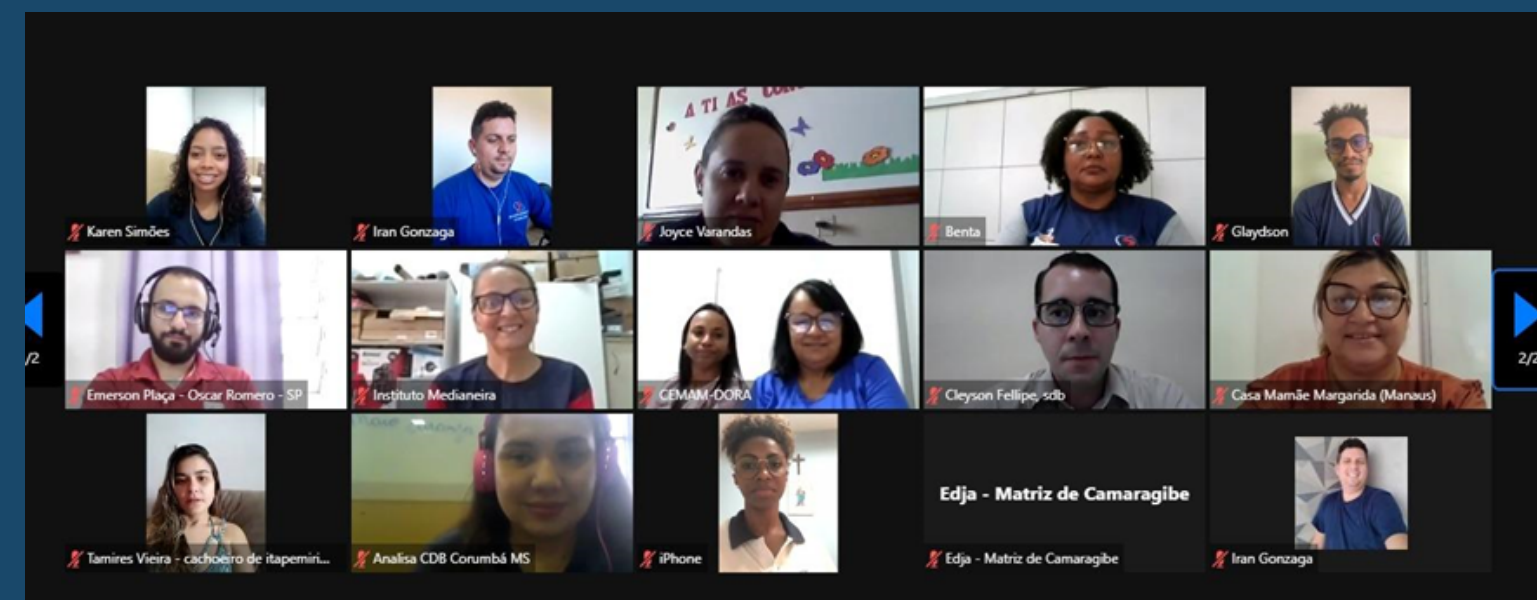 A TI AS
Karen Simões
Iran Gonzaga
Joyce Varandas
Benta
Glaydson
/2
2/2
Emerson Plaça - Oscar Romero - SP
Instituto Medianeira
CEMAM-DORA
Cleyson Fellipe, sdb
Casa Mamãe Margarida (Manaus)
Edja - Matriz de Camaragibe
Tamires Vieira - cachoeiro de itapemiri...
Analisa CDB Corumbá MS
iPhone
Edja - Matriz de Camaragibe
Iran Gonzaga